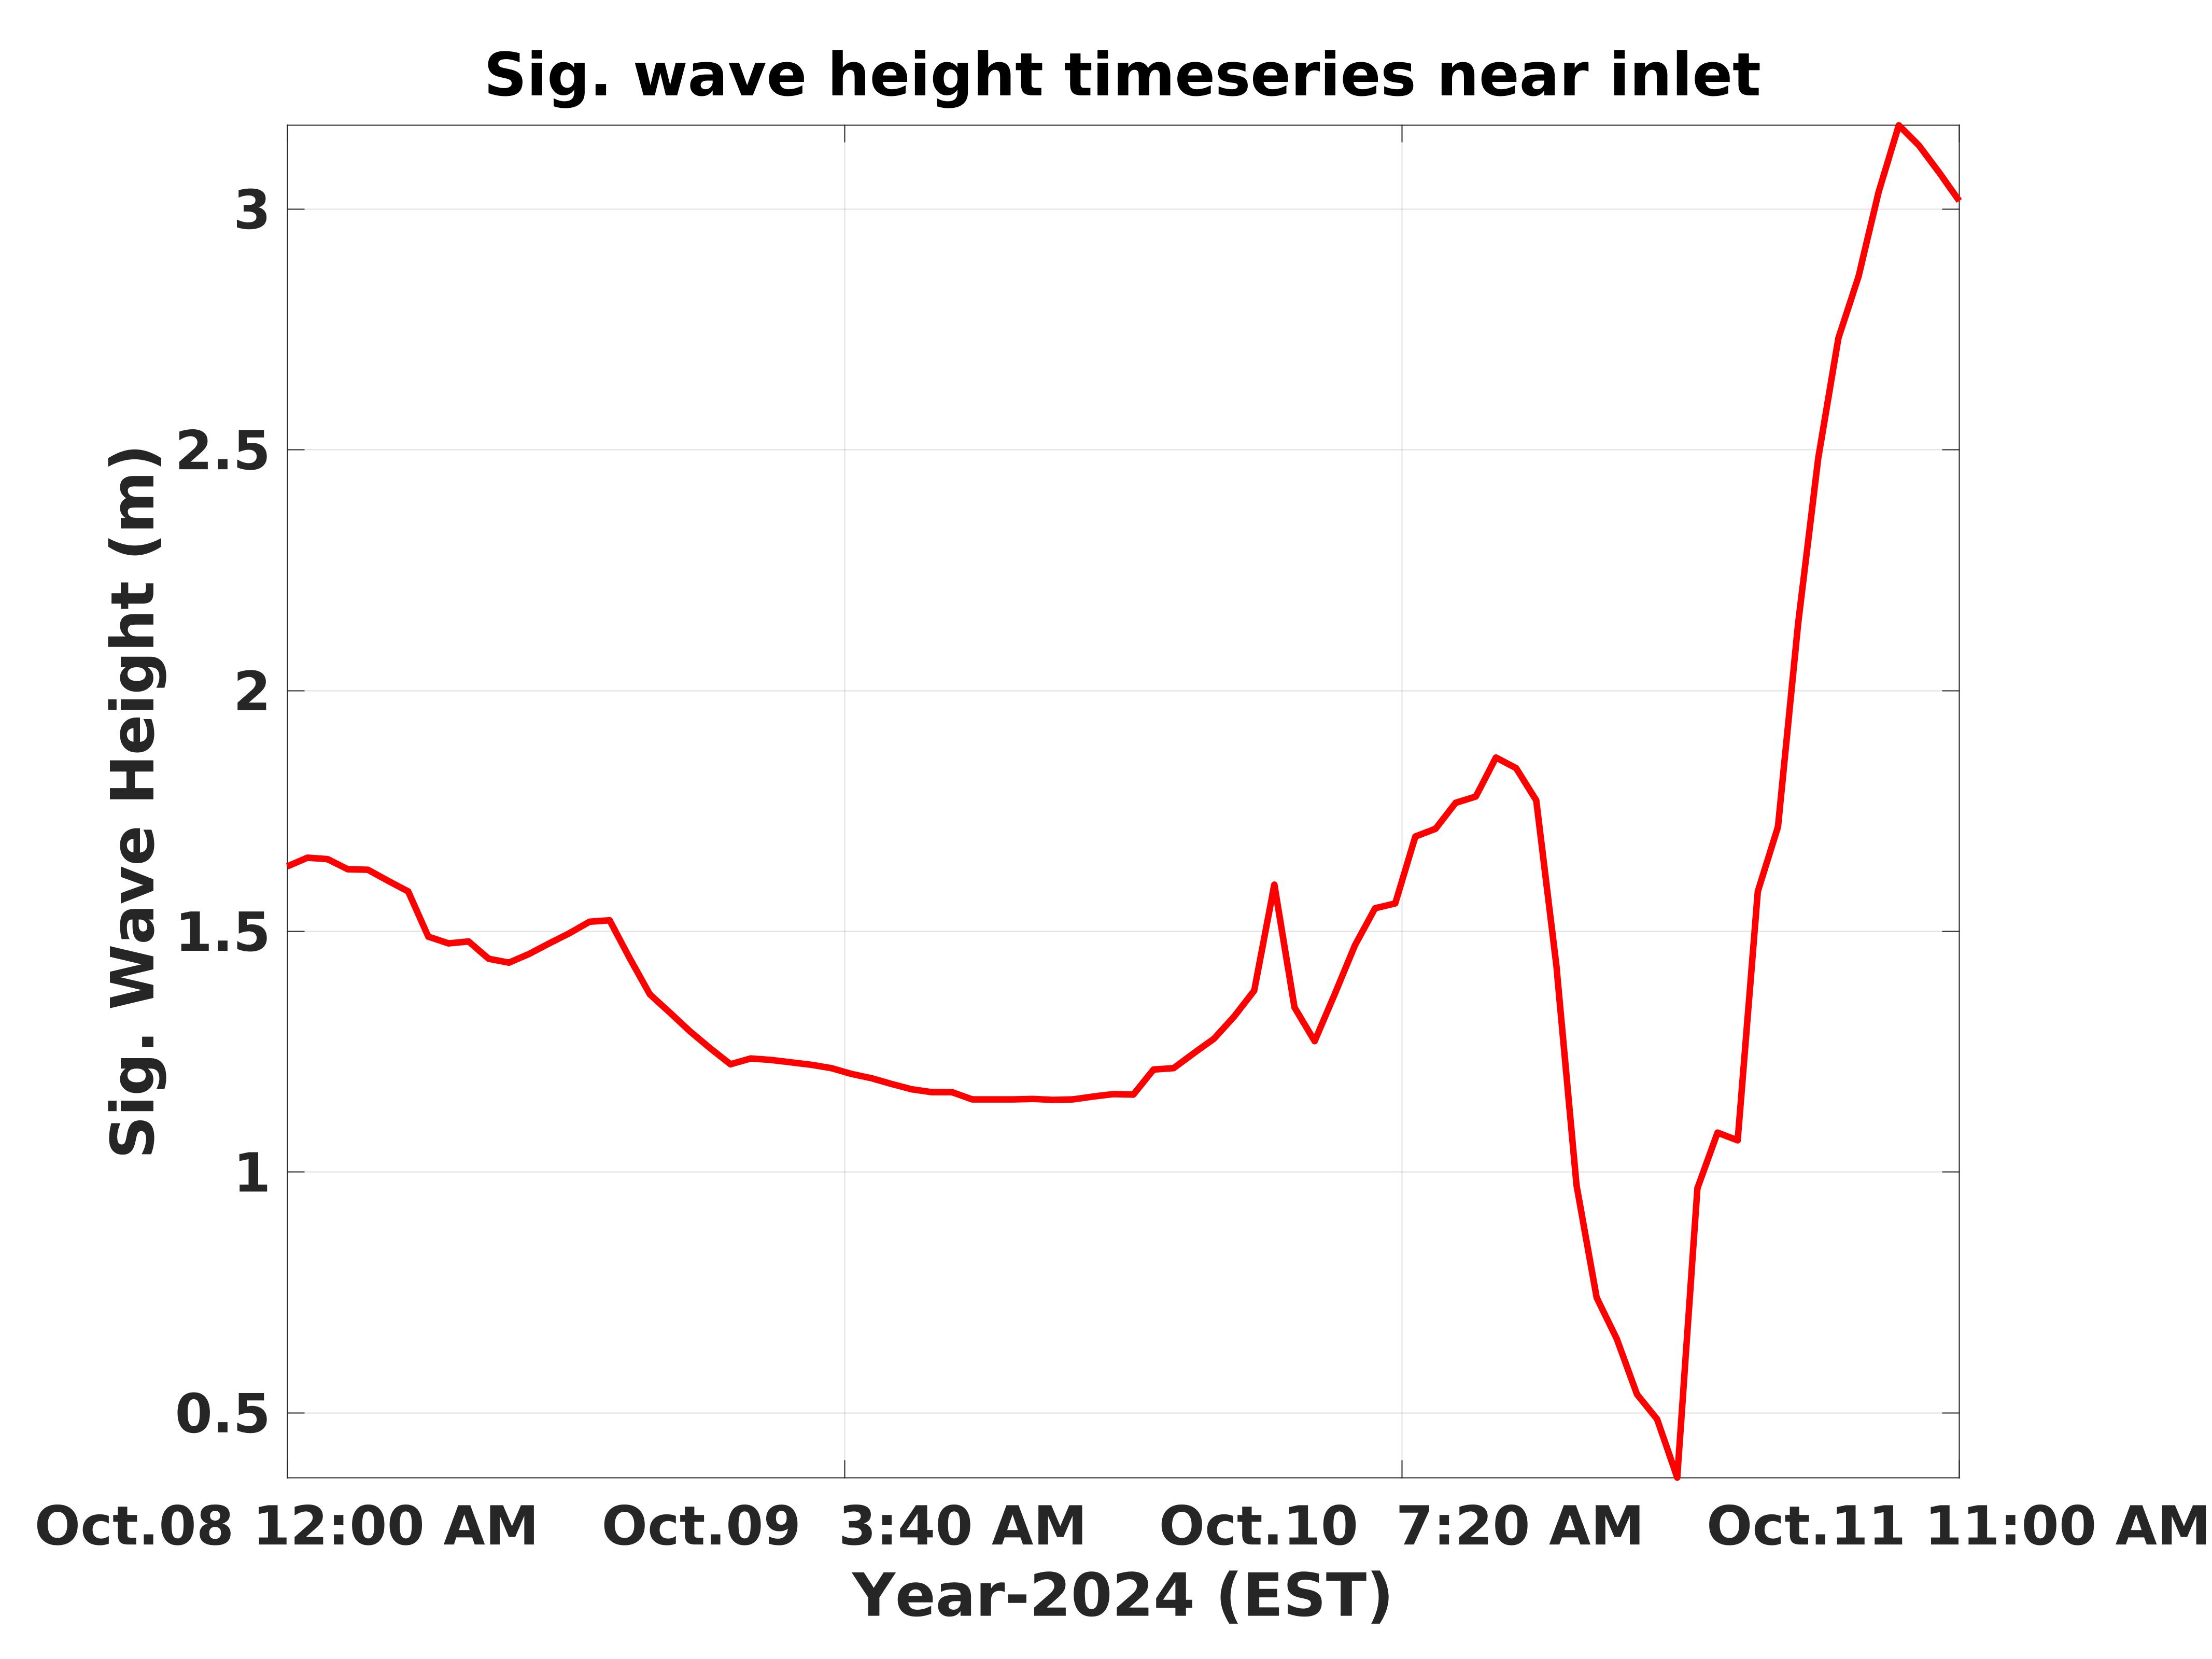 Sig. wave height timeseries near inlet
Sig. Wave Height (m)
3
2.5
2
1.5
1
0.5
Oct.08 12:00 AM Oct.09 3:40 AM Oct.10 7:20 AM Oct.11 11:00 AM
Year-2024 (EST)